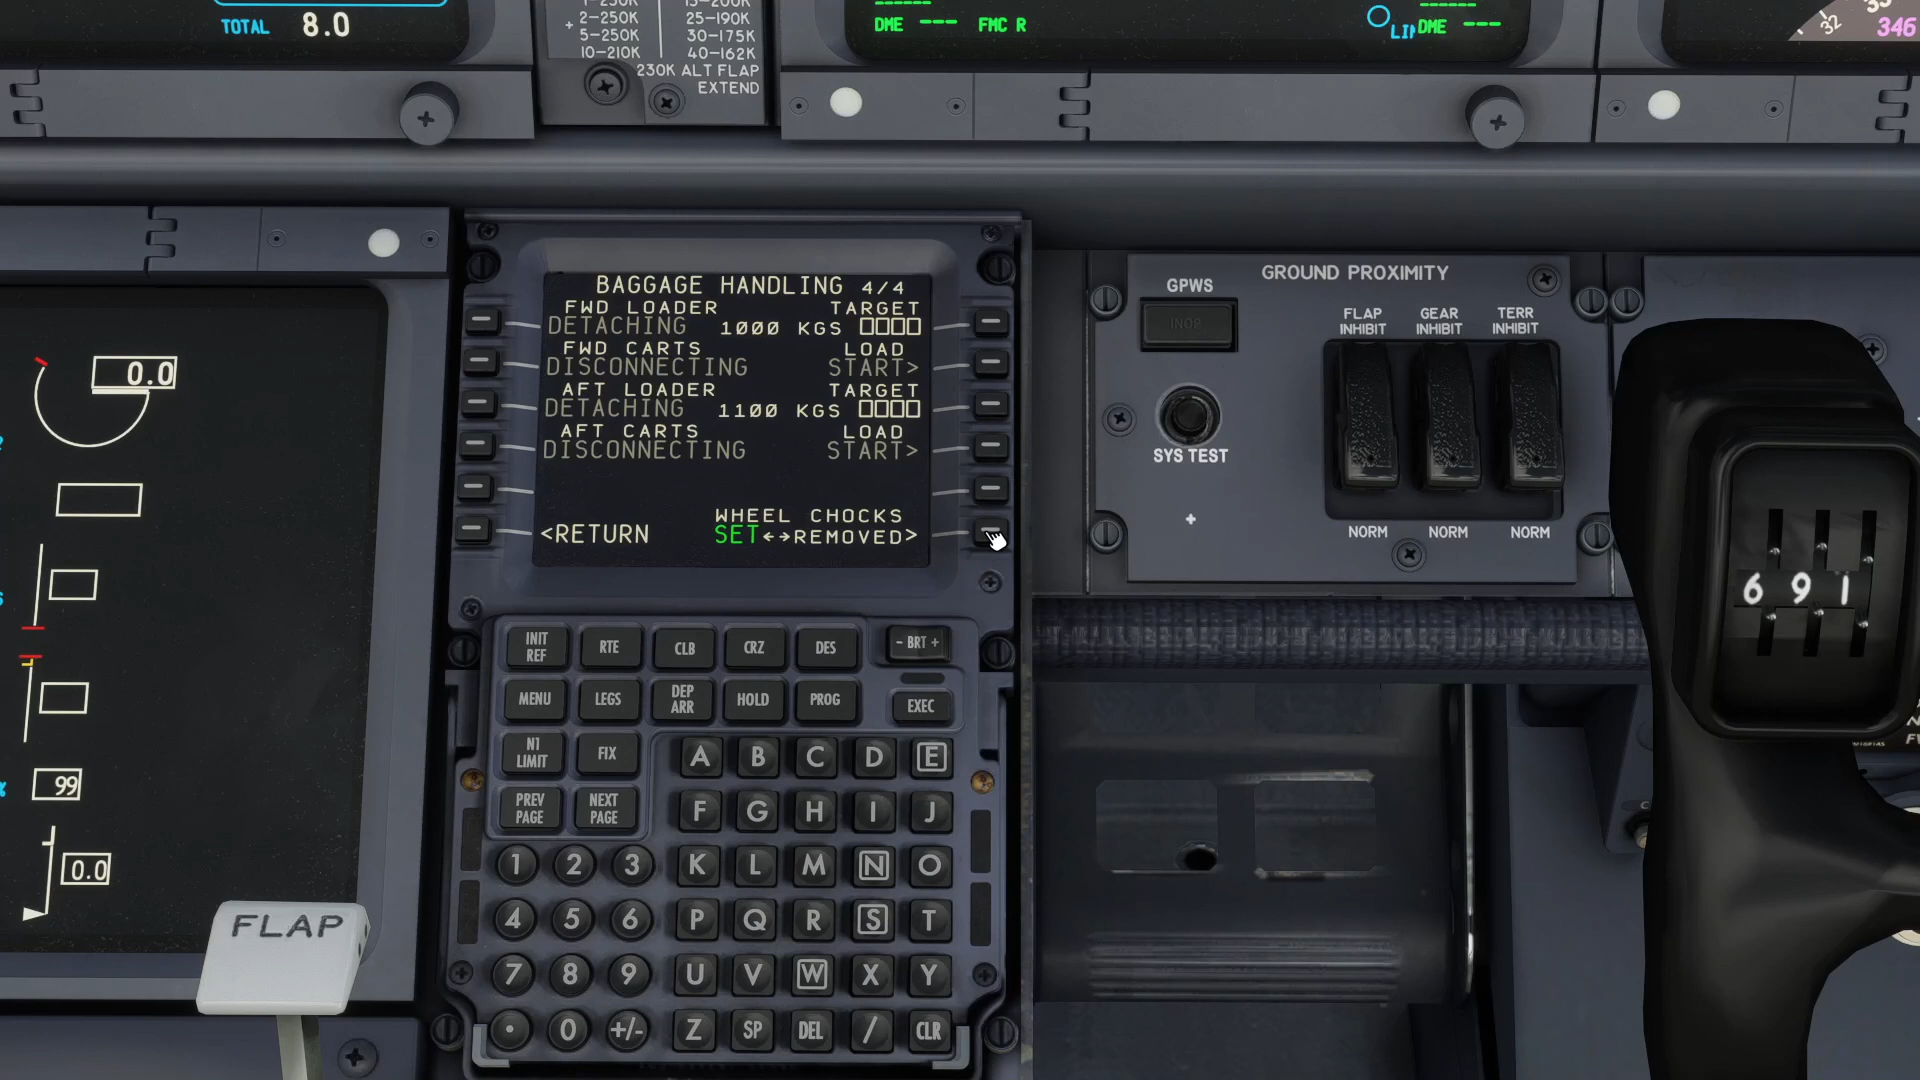 TOTAL 8.0
2-250K 25-190K
5-250K 30-175K
10-210K 40-162K
230K ALT FLAP
EXTEND
DME --- FMC R
DME ---
32
346
BAGGAGE HANDLING 4/4
FWD LOADER TARGET
DETACHING 1000 KGS □□□□
FWD CARTS LOAD
DISCONNECTING START>
AFT LOADER TARGET
DETACHING 1100 KGS □□□□
AFT CARTS LOAD
DISCONNECTING START>
WHEEL CHOCKS
<RETURN SET←→REMOVED>
GROUND PROXIMITY
GPWS
INOP
FLAP INHIBIT
GEAR INHIBIT
TERR INHIBIT
SYS TEST
NORM NORM NORM
6 9 1
0.0
99
0.0
FLAP
INIT REF
RTE
CLB
CRZ
DES
- BRT +
MENU
LEGS
DEP ARR
HOLD
PROG
EXEC
N1 LIMIT
FIX
PREV PAGE
NEXT PAGE
A B C D E
F G H I J
1 2 3 K L M N O
4 5 6 P Q R S T
7 8 9 U V W X Y
. 0 +/- Z SP DEL / CLR